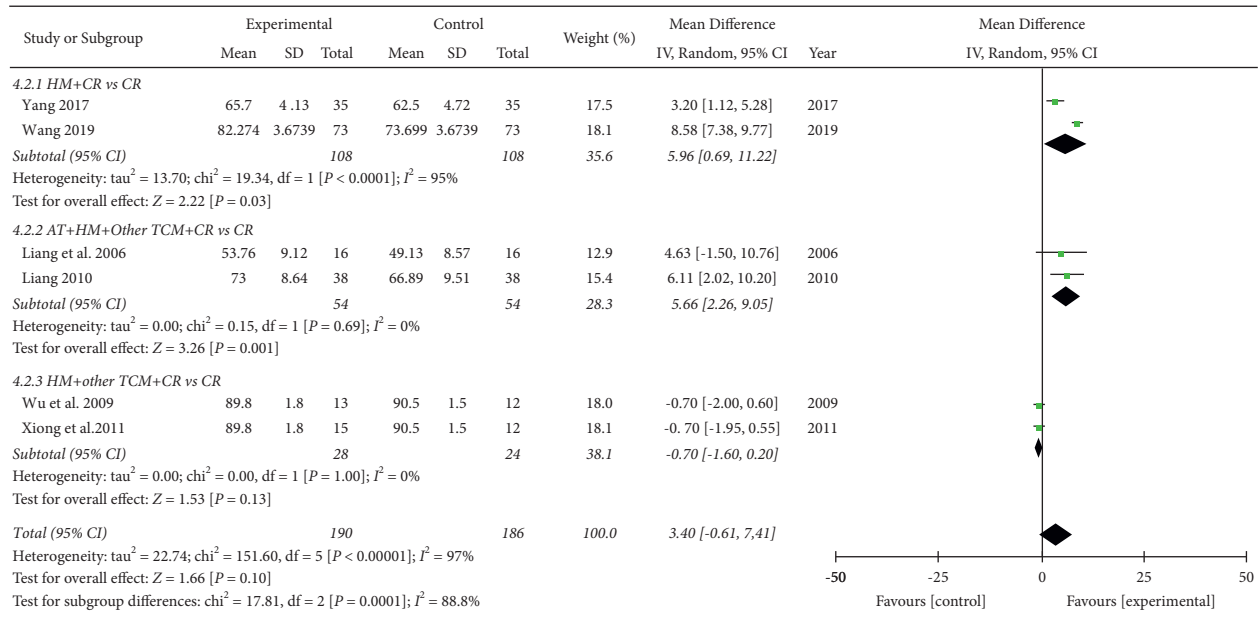 Study or Subgroup Experimental Control Weight (%) Mean Difference Mean Difference
Mean SD Total Mean SD Total IV, Random, 95% CI Year IV, Random, 95% CI
4.2.1 HM+CR vs CR
Yang 2017 65.7 4 .13 35 62.5 4.72 35 17.5 3.20 [1.12, 5.28] 2017
Wang 2019 82.274 3.6739 73 73.699 3.6739 73 18.1 8.58 [7.38, 9.77] 2019
Subtotal (95% CI) 108 108 35.6 5.96 [0.69, 11.22]
Heterogeneity: tau² = 13.70; chi² = 19.34, df = 1 [P < 0.0001]; I² = 95%
Test for overall effect: Z = 2.22 [P = 0.03]
4.2.2 AT+HM+Other TCM+CR vs CR
Liang et al. 2006 53.76 9.12 16 49.13 8.57 16 12.9 4.63 [-1.50, 10.76] 2006
Liang 2010 73 8.64 38 66.89 9.51 38 15.4 6.11 [2.02, 10.20] 2010
Subtotal (95% CI) 54 54 28.3 5.66 [2.26, 9.05]
Heterogeneity: tau² = 0.00; chi² = 0.15, df = 1 [P = 0.69]; I² = 0%
Test for overall effect: Z = 3.26 [P = 0.001]
4.2.3 HM+other TCM+CR vs CR
Wu et al. 2009 89.8 1.8 13 90.5 1.5 12 18.0 -0.70 [-2.00, 0.60] 2009
Xiong et al.2011 89.8 1.8 15 90.5 1.5 12 18.1 -0. 70 [-1.95, 0.55] 2011
Subtotal (95% CI) 28 24 38.1 -0.70 [-1.60, 0.20]
Heterogeneity: tau² = 0.00; chi² = 0.00, df = 1 [P = 1.00]; I² = 0%
Test for overall effect: Z = 1.53 [P = 0.13]
Total (95% CI) 190 186 100.0 3.40 [-0.61, 7,41]
Heterogeneity: tau² = 22.74; chi² = 151.60, df = 5 [P < 0.00001]; I² = 97%
Test for overall effect: Z = 1.66 [P = 0.10]
Test for subgroup differences: chi² = 17.81, df = 2 [P = 0.0001]; I² = 88.8%
-50 -25 0 25 50
Favours [control] Favours [experimental]